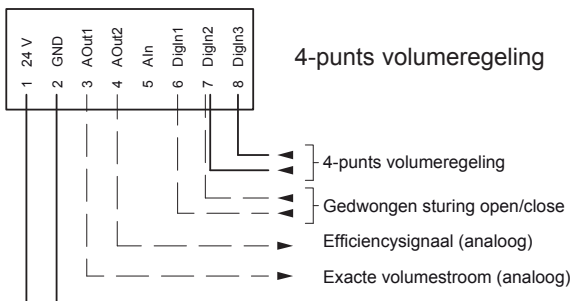 1 24 V
2 GND
3 AOut1
4 AOut2
5 AIn
6 DigIn1
7 DigIn2
8 DigIn3
4-punts volumeregeling
4-punts volumeregeling
Gedwongen sturing open/close
Efficiencysignaal (analoog)
Exacte volumestroom (analoog)